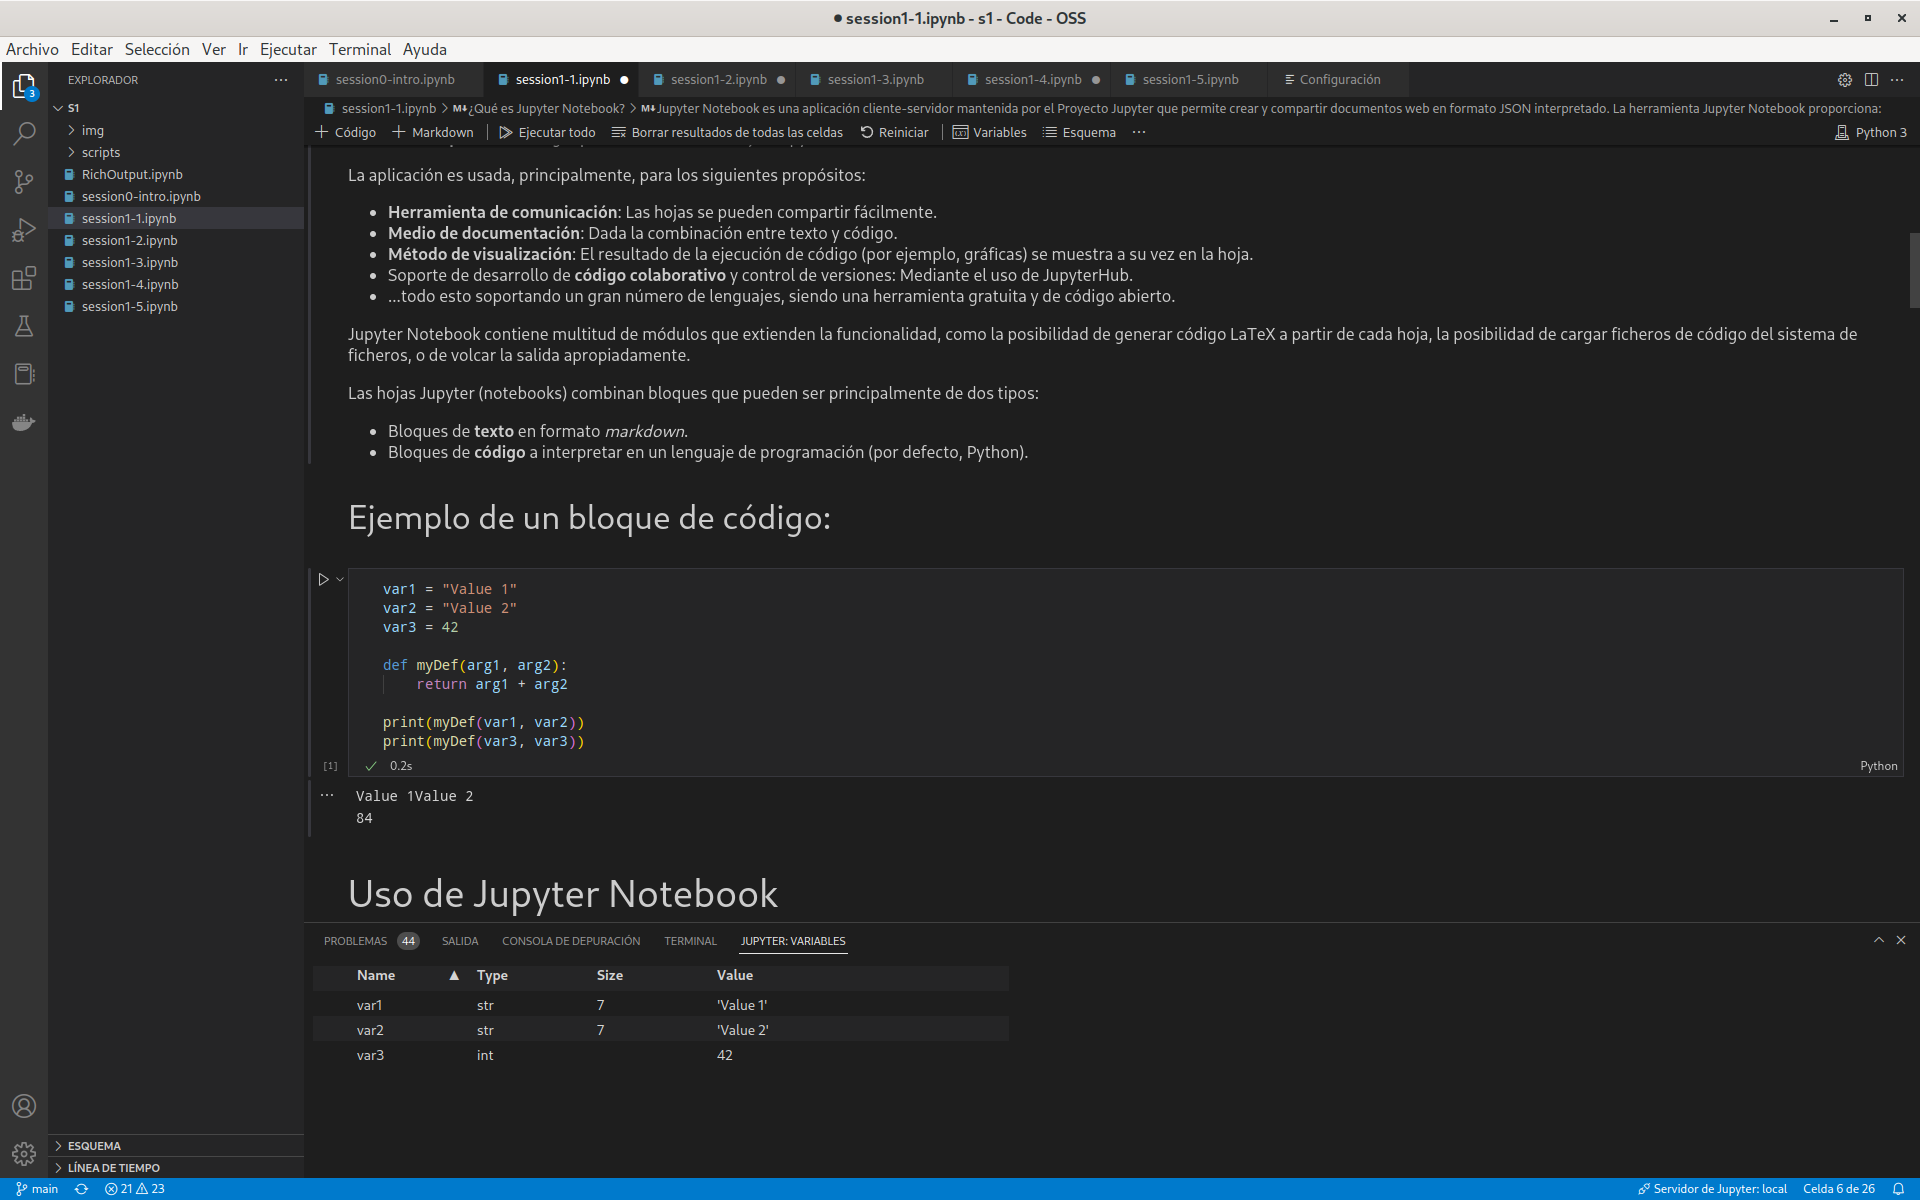 ● session1-1.ipynb - s1 - Code - OSS
Archivo Editar Selección Ver Ir Ejecutar Terminal Ayuda
3
EXPLORADOR
S1
img
scripts
RichOutput.ipynb
session0-intro.ipynb
session1-1.ipynb
session1-2.ipynb
session1-3.ipynb
session1-4.ipynb
session1-5.ipynb
ESQUEMA
LÍNEA DE TIEMPO
session0-intro.ipynb session1-1.ipynb session1-2.ipynb session1-3.ipynb session1-4.ipynb session1-5.ipynb Configuración
session1-1.ipynb > M↓¿Qué es Jupyter Notebook? > M↓Jupyter Notebook es una aplicación cliente-servidor mantenida por el Proyecto Jupyter que permite crear y compartir documentos web en formato JSON interpretado. La herramienta Jupyter Notebook proporciona:
+ Código + Markdown Ejecutar todo Borrar resultados de todas las celdas Reiniciar Variables Esquema ··· Python 3
La aplicación es usada, principalmente, para los siguientes propósitos:
• Herramienta de comunicación: Las hojas se pueden compartir fácilmente.
• Medio de documentación: Dada la combinación entre texto y código.
• Método de visualización: El resultado de la ejecución de código (por ejemplo, gráficas) se muestra a su vez en la hoja.
• Soporte de desarrollo de código colaborativo y control de versiones: Mediante el uso de JupyterHub.
• ...todo esto soportando un gran número de lenguajes, siendo una herramienta gratuita y de código abierto.
Jupyter Notebook contiene multitud de módulos que extienden la funcionalidad, como la posibilidad de generar código LaTeX a partir de cada hoja, la posibilidad de cargar ficheros de código del sistema de
ficheros, o de volcar la salida apropiadamente.
Las hojas Jupyter (notebooks) combinan bloques que pueden ser principalmente de dos tipos:
• Bloques de texto en formato markdown.
• Bloques de código a interpretar en un lenguaje de programación (por defecto, Python).
Ejemplo de un bloque de código:
var1 = "Value 1"
var2 = "Value 2"
var3 = 42
def myDef(arg1, arg2):
    return arg1 + arg2
print(myDef(var1, var2))
print(myDef(var3, var3))
[1] ✓ 0.2s Python
··· Value 1Value 2
84
Uso de Jupyter Notebook
PROBLEMAS 44 SALIDA CONSOLA DE DEPURACIÓN TERMINAL JUPYTER: VARIABLES
Name ▲ Type Size Value
var1 str 7 'Value 1'
var2 str 7 'Value 2'
var3 int 42
main 21 23 Servidor de Jupyter: local Celda 6 de 26